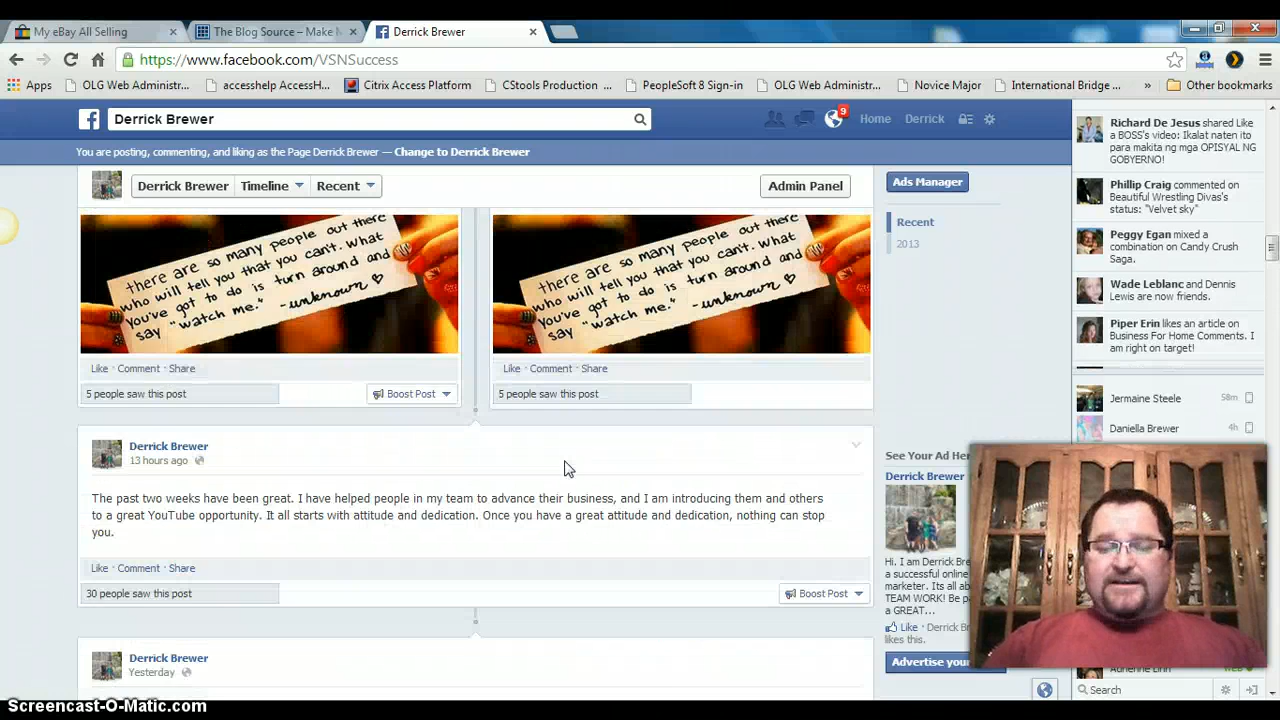 My eBay All Selling
The Blog Source – Make M
Derrick Brewer
https://www.facebook.com/VSNSuccess
Apps
OLG Web Administr...
accesshelp AccessH...
Citrix Access Platform
CStools Production ...
PeopleSoft 8 Sign-in
OLG Web Administr...
Novice Major
International Bridge ...
»
Other bookmarks
Derrick Brewer
9
Home
Derrick
You are posting, commenting, and liking as the Page Derrick Brewer — Change to Derrick Brewer
Derrick Brewer
Timeline
Recent
Admin Panel
Ads Manager
Recent
2013
there are so many people out there
who will tell you that you can't. what
you've got to do is turn around and
say "watch me." -unknown ♡
Like · Comment · Share
5 people saw this post
Boost Post
there are so many people out there
who will tell you that you can't. what
you've got to do is turn around and
say "watch me." -unknown ♡
Like · Comment · Share
5 people saw this post
Derrick Brewer
13 hours ago
The past two weeks have been great. I have helped people in my team to advance their business, and I am introducing them and others
to a great YouTube opportunity. It all starts with attitude and dedication. Once you have a great attitude and dedication, nothing can stop
you.
Like · Comment · Share
30 people saw this post
Boost Post
Derrick Brewer
Yesterday
Richard De Jesus shared Like
a BOSS's video: Ikalat naten ito
para makita ng mga OPISYAL NG
GOBYERNO!
Phillip Craig commented on
Beautiful Wrestling Divas's
status: "Velvet sky"
Peggy Egan mixed a
combination on Candy Crush
Saga.
Wade Leblanc and Dennis
Lewis are now friends.
Piper Erin likes an article on
Business For Home Comments. I
am right on target!
Jermaine Steele
58m
Daniella Brewer
4h
See Your Ad Her
Derrick Brewer
Hi. I am Derrick Bre
a successful online
marketer. Its all ab
TEAM WORK! Be pa
a GREAT...
Like · Derrick Br
likes this.
Advertise your
WEB
Search
Screencast-O-Matic.com